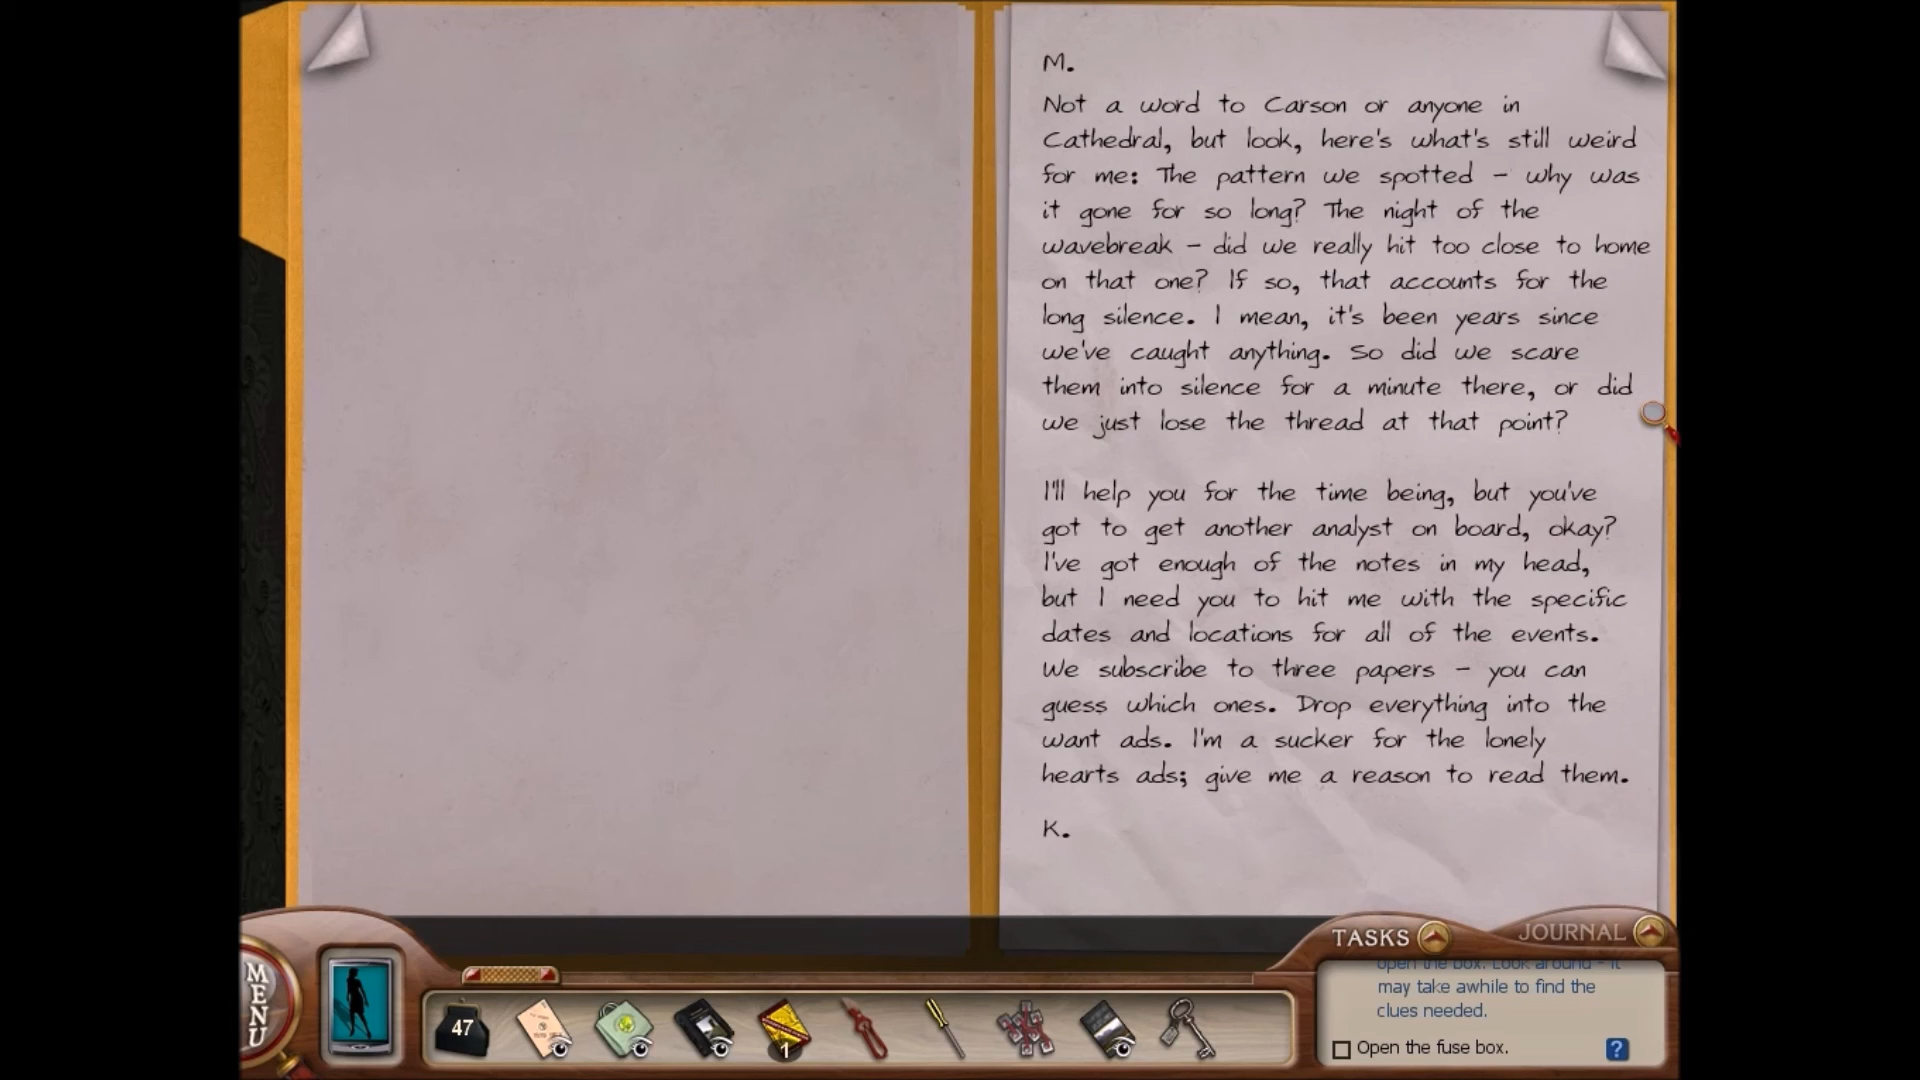 M.
Not a word to Carson or anyone in
Cathedral, but look, here's what's still weird
for me: The pattern we spotted - why was
it gone for so long? The night of the
wavebreak - did we really hit too close to home
on that one? If so, that accounts for the
long silence. I mean, it's been years since
we've caught anything. So did we scare
them into silence for a minute there, or did
we just lose the thread at that point?
I'll help you for the time being, but you've
got to get another analyst on board, okay?
I've got enough of the notes in my head,
but I need you to hit me with the specific
dates and locations for all of the events.
We subscribe to three papers - you can
guess which ones. Drop everything into the
want ads. I'm a sucker for the lonely
hearts ads; give me a reason to read them.
K.
TASKS
JOURNAL
open the box. Look around - it
may take awhile to find the
clues needed.
Open the fuse box.
?
MENU
47
1